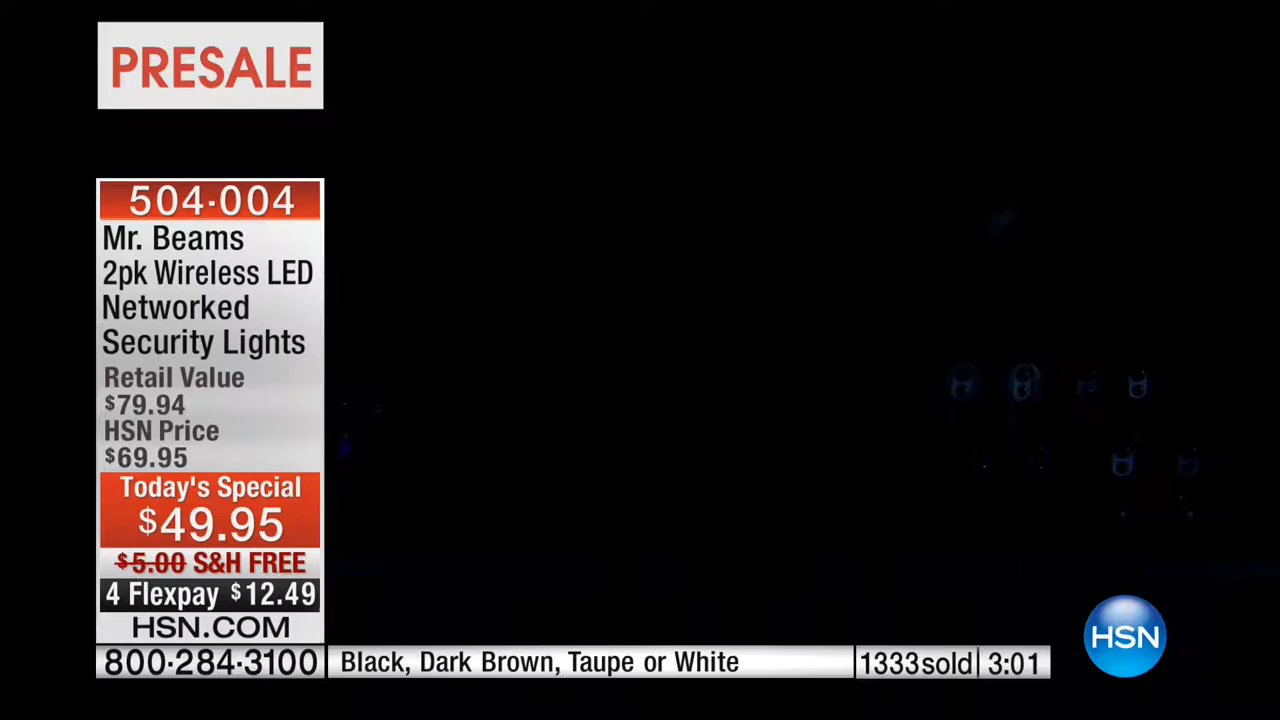 PRESALE
504·004
Mr. Beams
2pk Wireless LED
Networked
Security Lights
Retail Value
$79.94
HSN Price
$69.95
Today's Special
$49.95
$5.00 S&H FREE
4 Flexpay $12.49
HSN.COM
800·284·3100
Black, Dark Brown, Taupe or White
1333sold
3:01
HSN